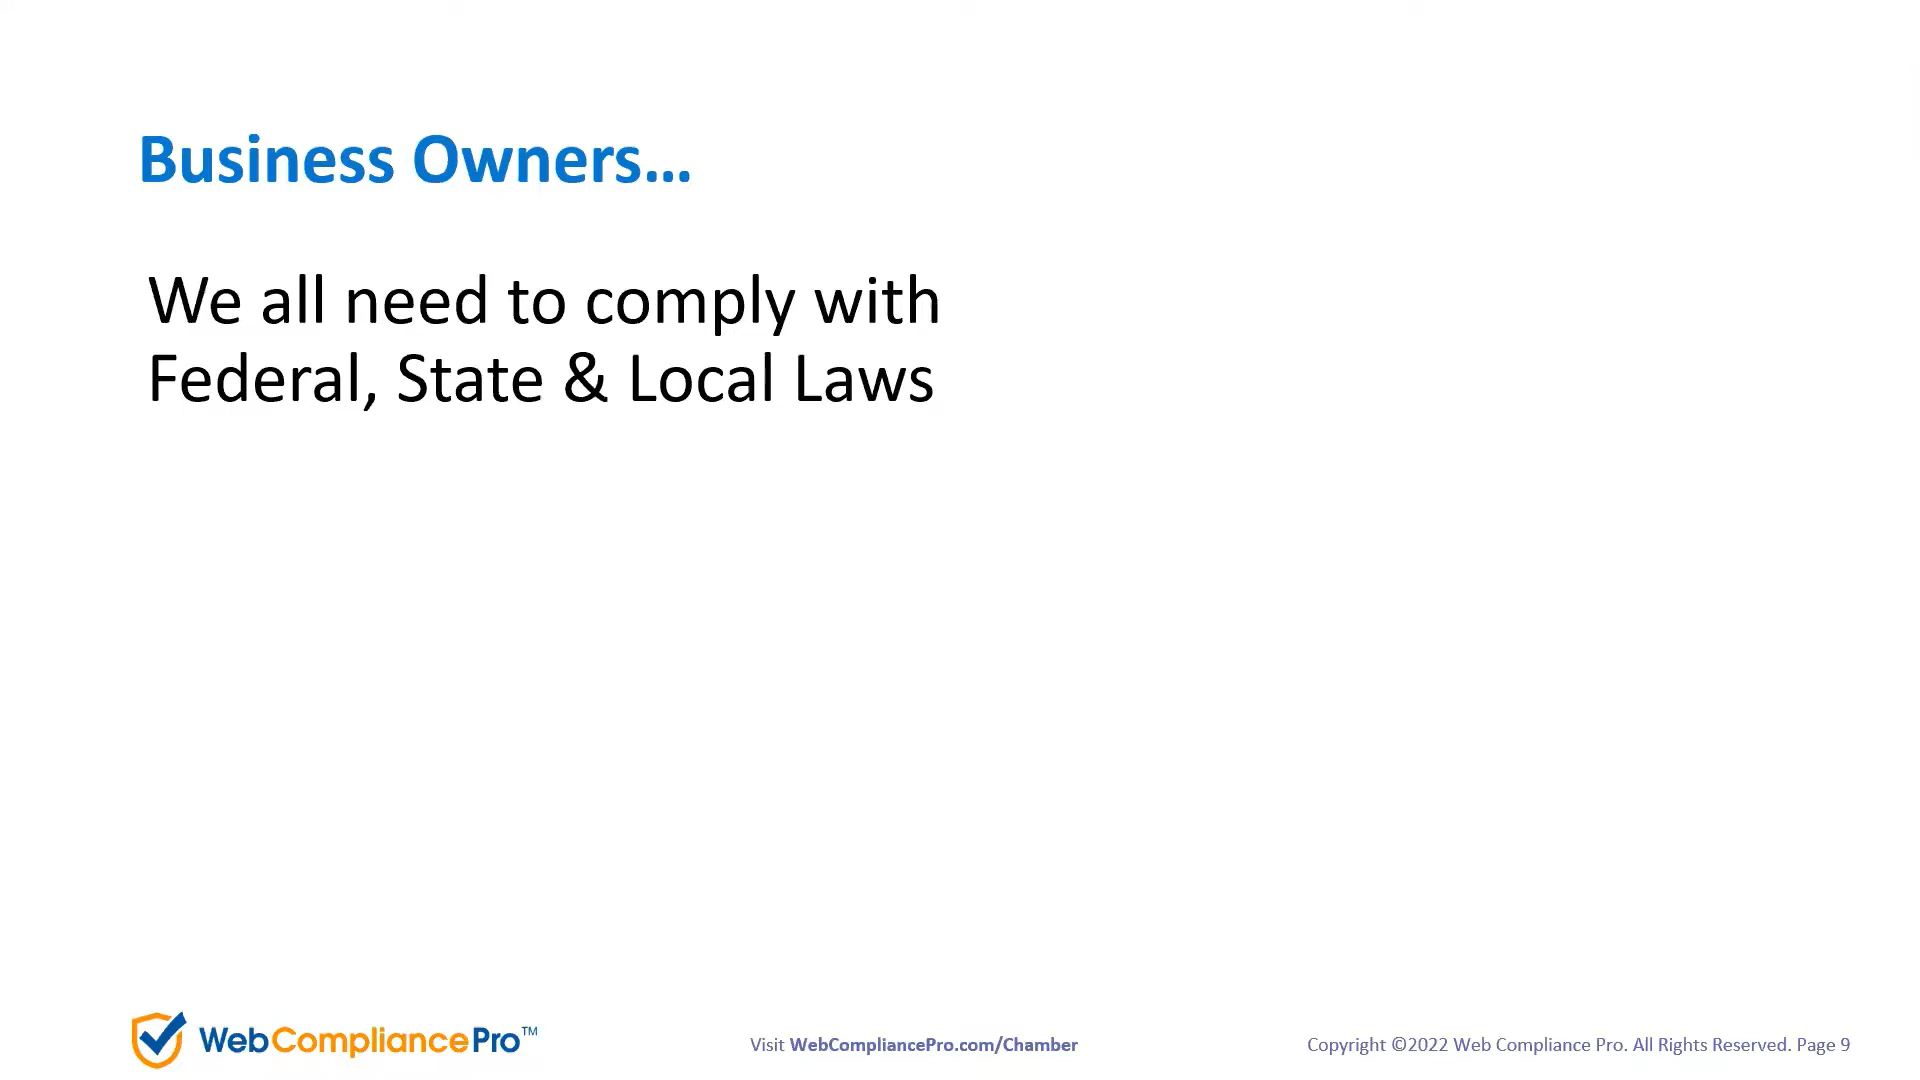 Business Owners...
We all need to comply with
Federal, State & Local Laws
WebCompliancePro™
Visit WebCompliancePro.com/Chamber
Copyright ©2022 Web Compliance Pro. All Rights Reserved. Page 9